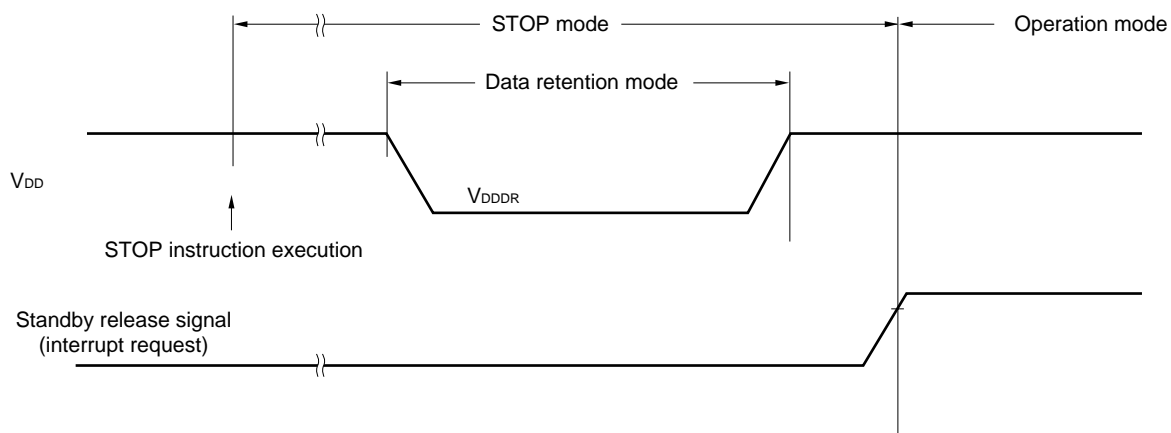 STOP mode
Operation mode
Data retention mode
VDD
VDDDR
STOP instruction execution
Standby release signal
(interrupt request)